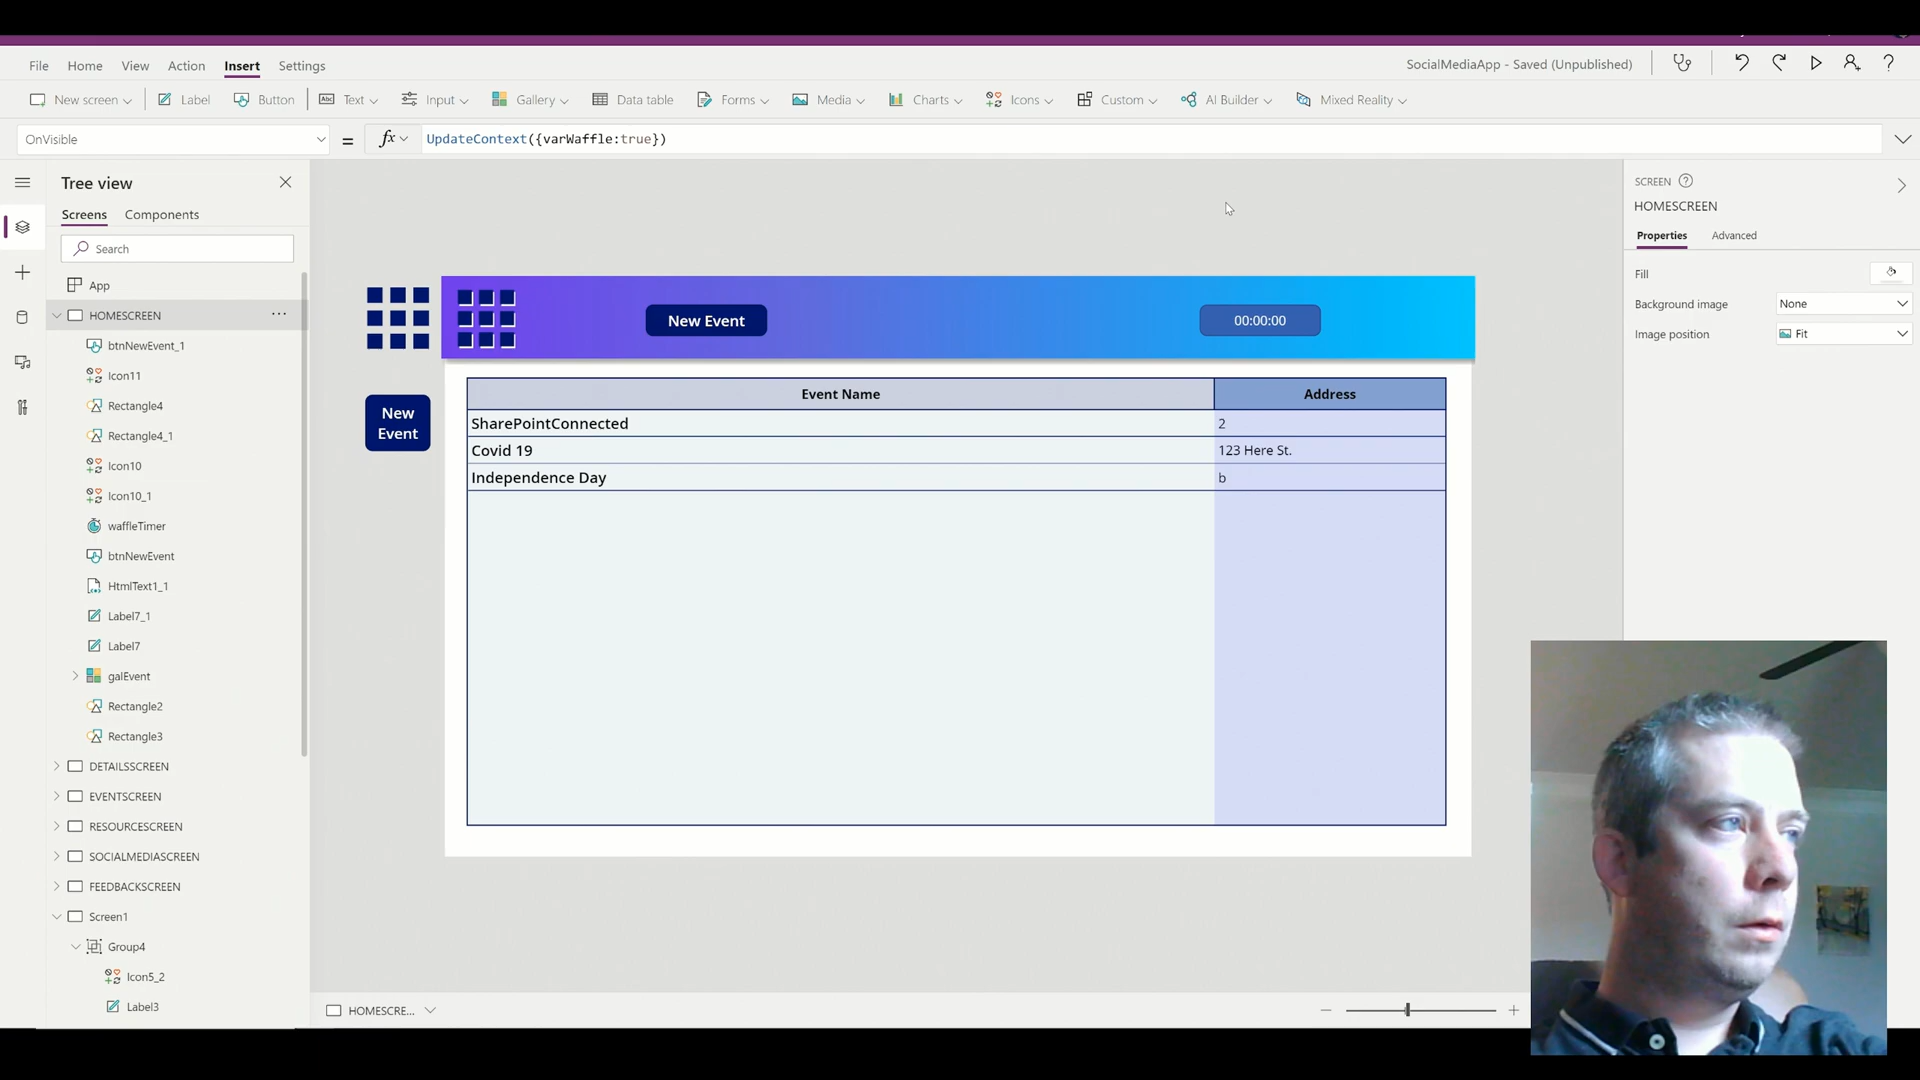 File Home View Action Insert Settings
SocialMediaApp - Saved (Unpublished)
New screen Label Button Text Input Gallery Data table Forms Media Charts Icons Custom AI Builder Mixed Reality
OnVisible = fx UpdateContext({varWaffle:true})
Tree view
Screens Components
Search
App
HOMESCREEN
btnNewEvent_1
Icon11
Rectangle4
Rectangle4_1
Icon10
Icon10_1
waffleTimer
btnNewEvent
HtmlText1_1
Label7_1
Label7
galEvent
Rectangle2
Rectangle3
DETAILSSCREEN
EVENTSCREEN
RESOURCESCREEN
SOCIALMEDIASCREEN
FEEDBACKSCREEN
Screen1
Group4
Icon5_2
Label3
New Event
00:00:00
New
Event
Event Name Address
SharePointConnected 2
Covid 19 123 Here St.
Independence Day b
HOMESCRE...
SCREEN
HOMESCREEN
Properties Advanced
Fill
Background image None
Image position Fit